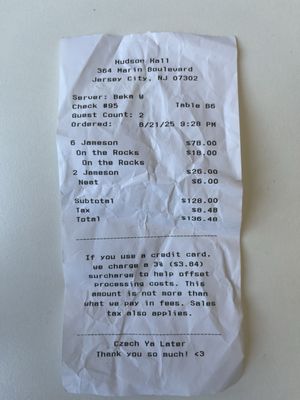 Hudson Hall
364 Marin Boulevard
Jersey City, NJ 07302
Server: Beka W
Check #95 Table B6
Guest Count: 2
Ordered: 8/21/25 9:28 PM
6 Jameson $78.00
On the Rocks $18.00
On the Rocks
2 Jameson $26.00
Neat $6.00
Subtotal $128.00
Tax $8.48
Total $136.48
If you use a credit card,
we charge a 3% ($3.84)
surcharge to help offset
processing costs. This
amount is not more than
what we pay in fees. Sales
tax also applies.
Czech Ya Later
Thank you so much! <3